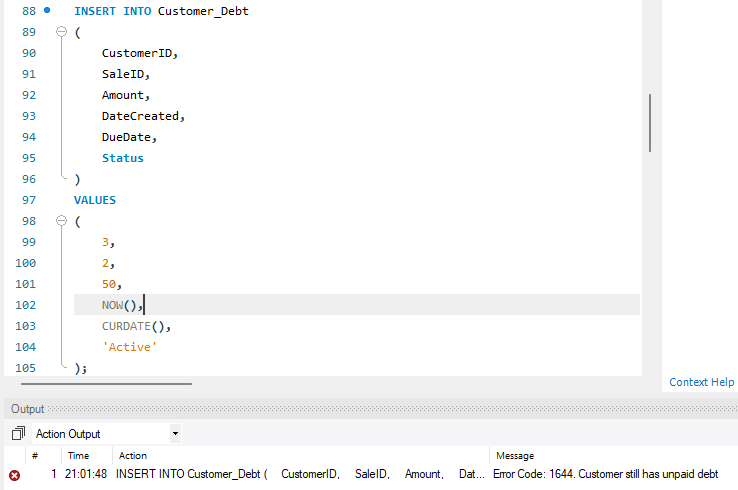 88 INSERT INTO Customer_Debt
89 (
90 CustomerID,
91 SaleID,
92 Amount,
93 DateCreated,
94 DueDate,
95 Status
96 )
97 VALUES
98 (
99 3,
100 2,
101 50,
102 NOW(),
103 CURDATE(),
104 'Active'
105 );
Context Help
Output
Action Output
# Time Action Message
1 21:01:48 INSERT INTO Customer_Debt ( CustomerID, SaleID, Amount, Dat... Error Code: 1644. Customer still has unpaid debt